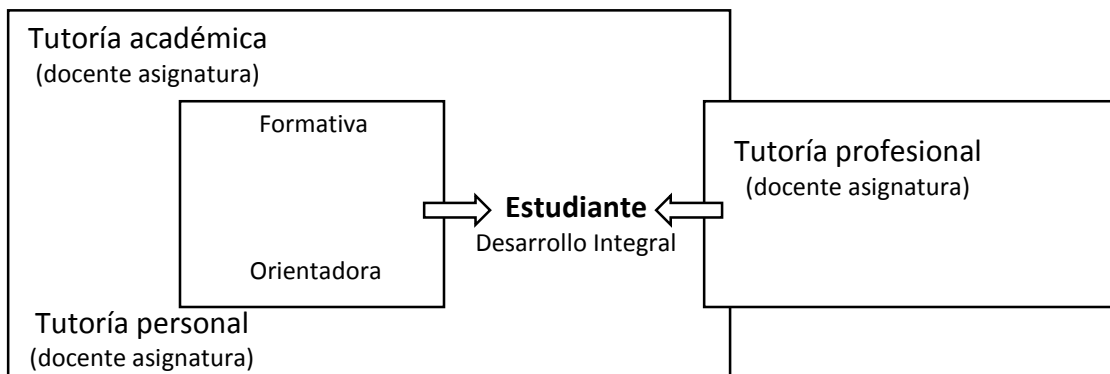 Tutoría académica
(docente asignatura)
Formativa
Orientadora
Tutoría personal
(docente asignatura)
Estudiante
Desarrollo Integral
Tutoría profesional
(docente asignatura)